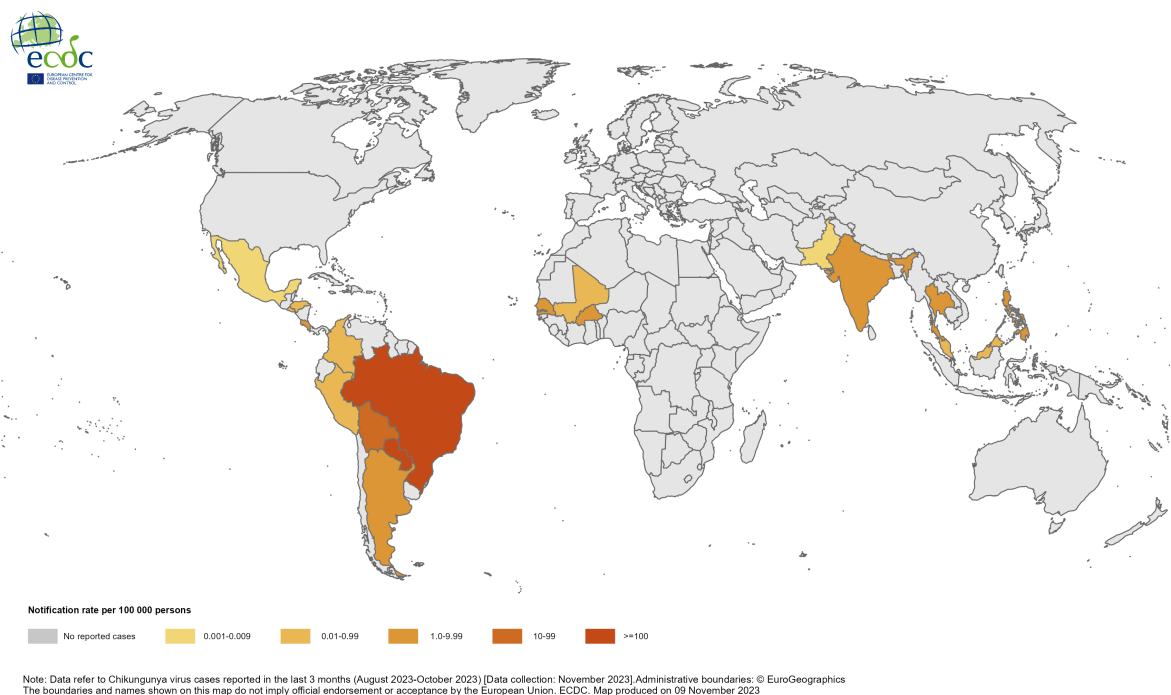 ecdc
EUROPEAN CENTRE FOR
DISEASE PREVENTION
AND CONTROL
Notification rate per 100 000 persons
No reported cases
0.001-0.009
0.01-0.99
1.0-9.99
10-99
>=100
Note: Data refer to Chikungunya virus cases reported in the last 3 months (August 2023-October 2023) [Data collection: November 2023].Administrative boundaries: © EuroGeographics
The boundaries and names shown on this map do not imply official endorsement or acceptance by the European Union. ECDC. Map produced on 09 November 2023